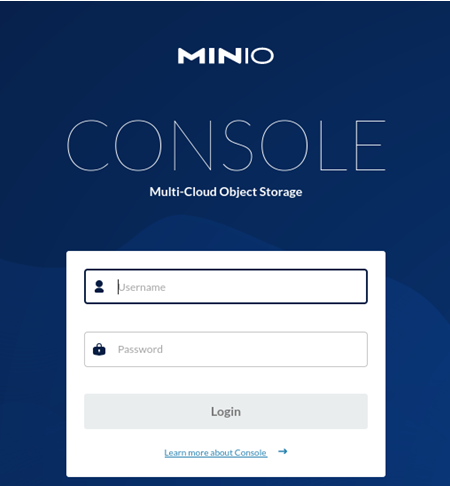 MINIO
CONSOLE
Multi-Cloud Object Storage
Username
Password
Login
Learn more about Console